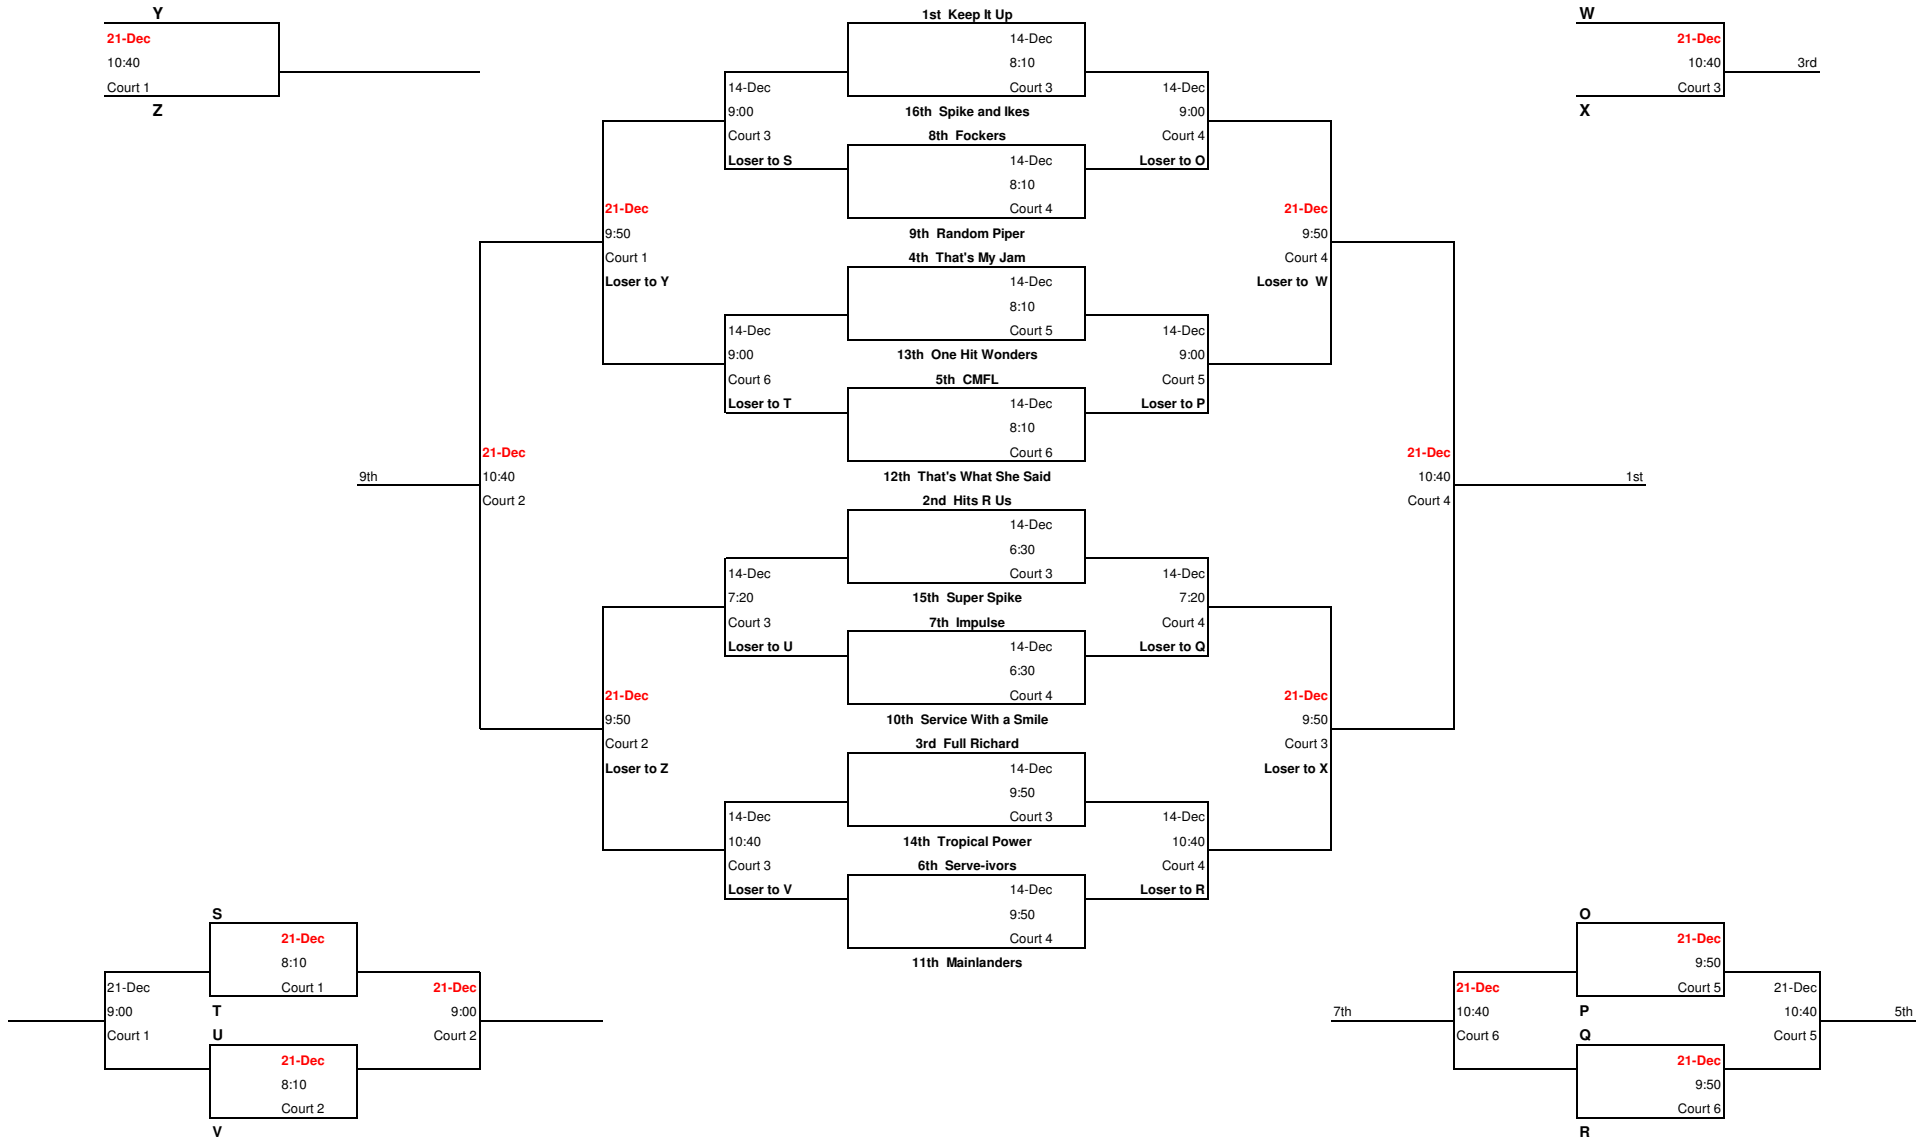 Y
21-Dec
10:40
Court 1
Z
1st  Keep It Up
14-Dec
8:10
Court 3
16th  Spike and Ikes
8th  Fockers
14-Dec
8:10
Court 4
9th  Random Piper
4th  That's My Jam
14-Dec
8:10
Court 5
13th  One Hit Wonders
5th  CMFL
14-Dec
8:10
Court 6
12th  That's What She Said
2nd  Hits R Us
14-Dec
6:30
Court 3
15th  Super Spike
7th  Impulse
14-Dec
6:30
Court 4
10th  Service With a Smile
3rd  Full Richard
14-Dec
9:50
Court 3
14th  Tropical Power
6th  Serve-ivors
14-Dec
9:50
Court 4
11th  Mainlanders
W
21-Dec
10:40
3rd
Court 3
X
14-Dec
9:00
Court 3
Loser to S
14-Dec
9:00
Court 6
Loser to T
14-Dec
7:20
Court 3
Loser to U
14-Dec
10:40
Court 3
Loser to V
21-Dec
9:50
Court 1
Loser to Y
21-Dec
9:50
Court 2
Loser to Z
9th
21-Dec
10:40
Court 2
14-Dec
9:00
Court 4
Loser to O
14-Dec
9:00
Court 5
Loser to P
14-Dec
7:20
Court 4
Loser to Q
14-Dec
10:40
Court 4
Loser to R
21-Dec
9:50
Court 4
Loser to  W
21-Dec
9:50
Court 3
Loser to X
21-Dec
10:40
Court 4
1st
S
21-Dec
8:10
Court 1
T
U
21-Dec
8:10
Court 2
V
21-Dec
9:00
Court 1
21-Dec
9:00
Court 2
O
21-Dec
9:50
Court 5
P
Q
21-Dec
9:50
Court 6
R
7th
21-Dec
10:40
Court 6
21-Dec
10:40
Court 5
5th